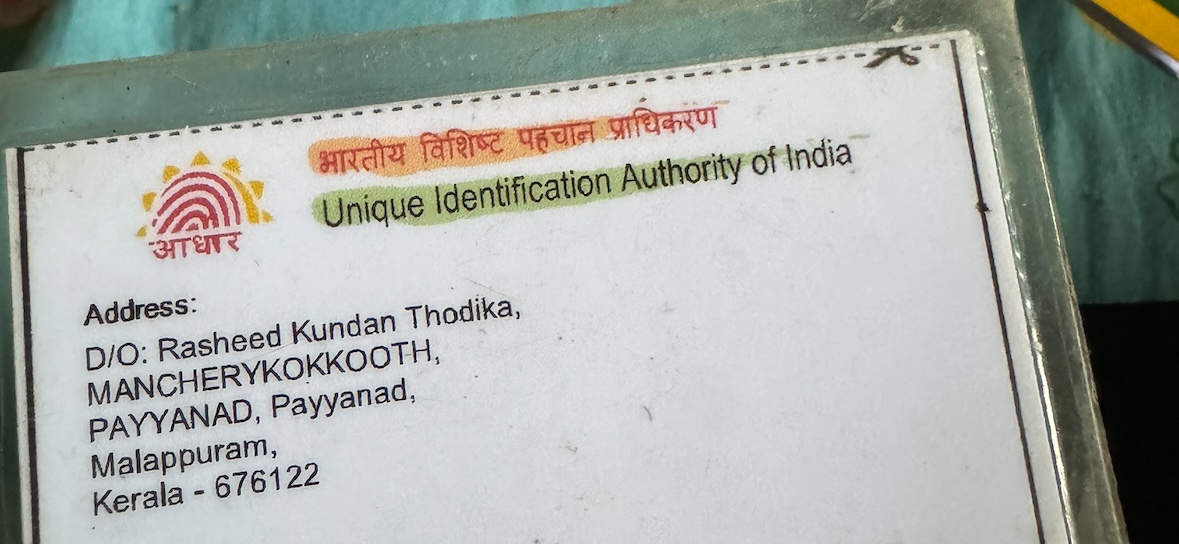 भारतीय विशिष्ट पहचान प्राधिकरण
Unique Identification Authority of India
आधार
Address:
D/O: Rasheed Kundan Thodika,
MANCHERYKOKKOOTH,
PAYYANAD, Payyanad,
Malappuram,
Kerala - 676122